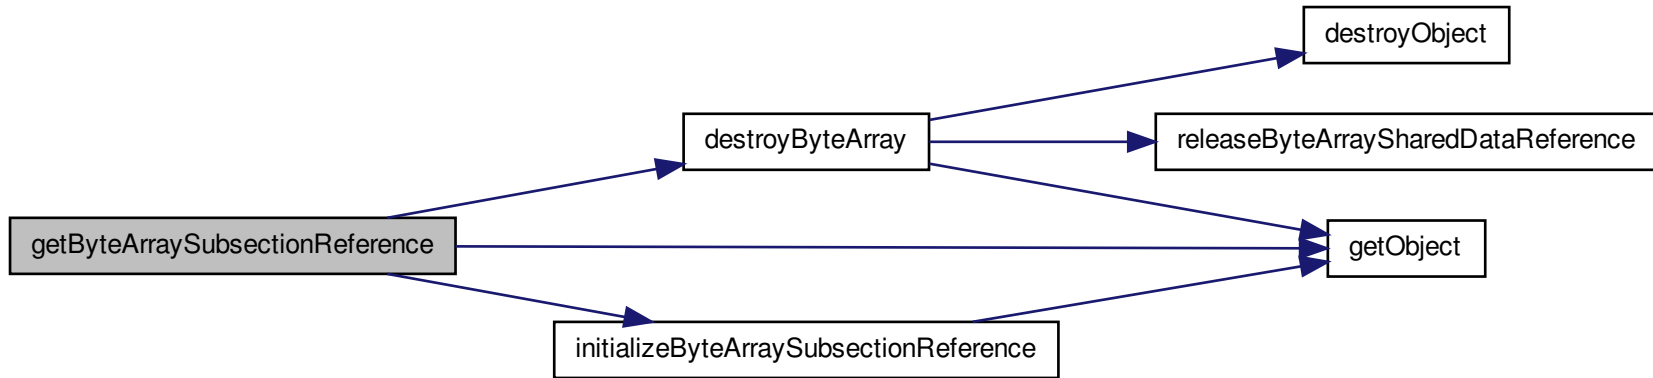 destroyObject
destroyByteArray
releaseByteArraySharedDataReference
getByteArraySubsectionReference
getObject
initializeByteArraySubsectionReference